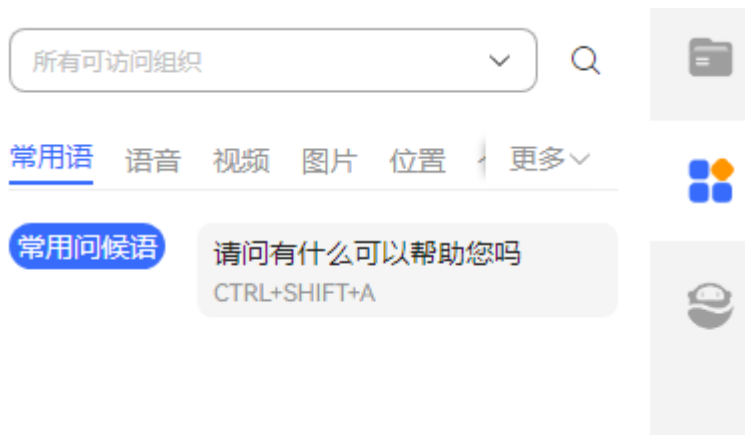 所有可访问组织
常用语 语音 视频 图片 位置 更多
常用问候语
请问有什么可以帮助您吗
CTRL+SHIFT+A